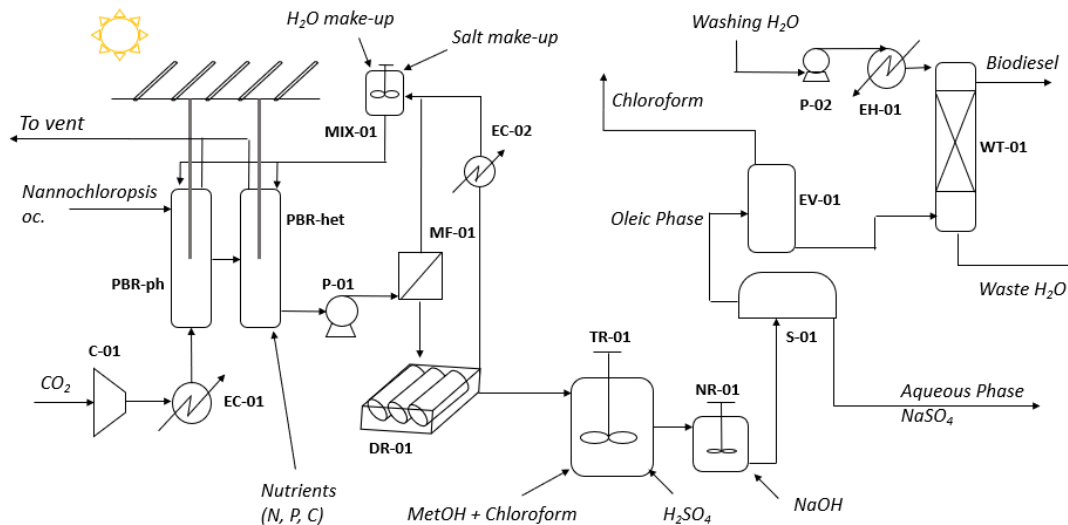 H₂O make-up
Salt make-up
MIX-01
EC-02
To vent
Nannochloropsis
oc.
PBR-het
PBR-ph
MF-01
P-01
C-01
CO₂
EC-01
DR-01
Nutrients
(N, P, C)
TR-01
NR-01
MetOH + Chloroform
H₂SO₄
NaOH
Washing H₂O
P-02
EH-01
Biodiesel
Chloroform
WT-01
EV-01
Oleic Phase
Waste H₂O
S-01
Aqueous Phase
NaSO₄